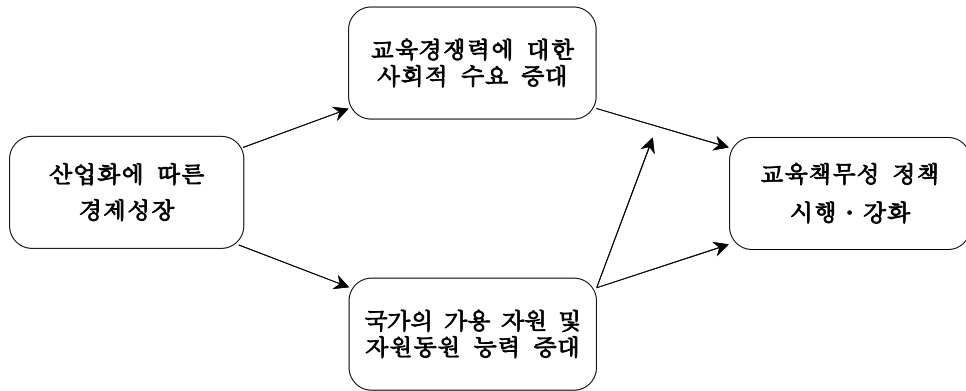 교육경쟁력에 대한
사회적 수요 증대
산업화에 따른
경제성장
교육책무성 정책
시행·강화
국가의 가용 자원 및
자원동원 능력 증대